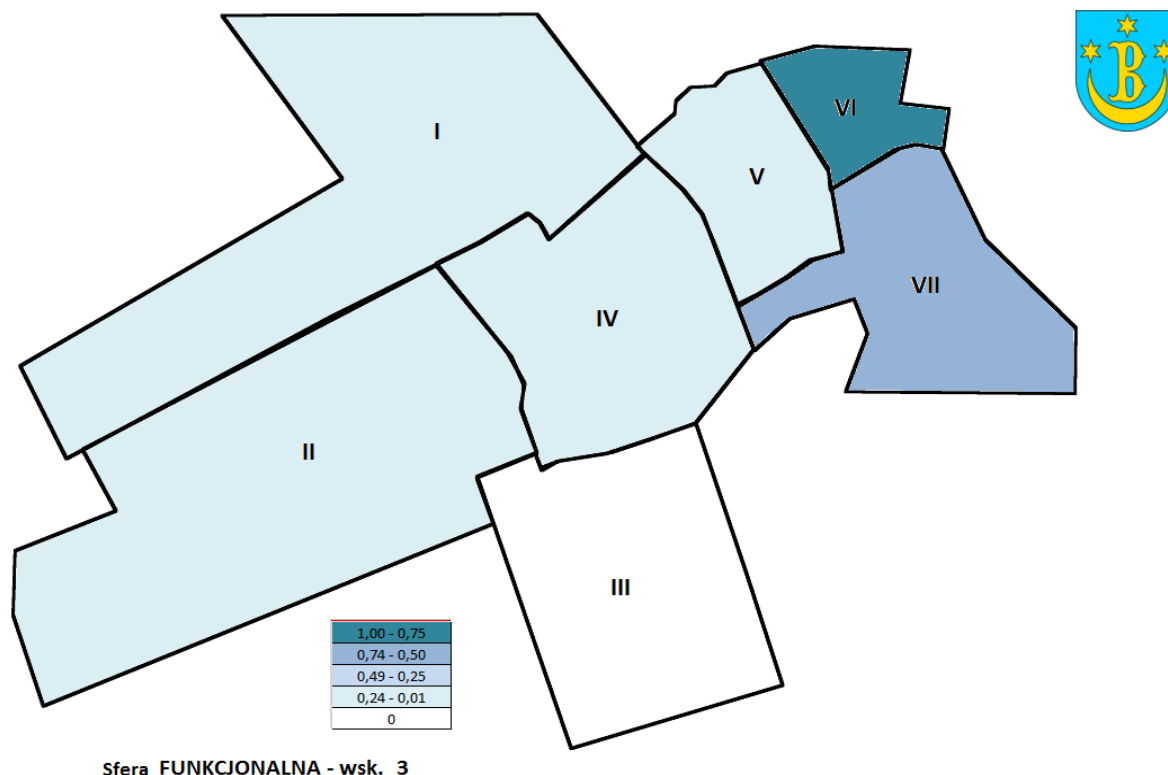 B
VI
I
V
VII
IV
II
III
1,00 - 0,75
0,74 - 0,50
0,49 - 0,25
0,24 - 0,01
0
Sfera FUNKCJONALNA - wsk. 3